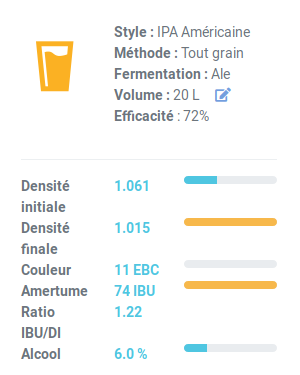 Style : IPA Américaine
Méthode : Tout grain
Fermentation : Ale
Volume : 20 L
Efficacité : 72%
Densité initiale 1.061
Densité finale 1.015
Couleur 11 EBC
Amertume 74 IBU
Ratio IBU/DI 1.22
Alcool 6.0 %